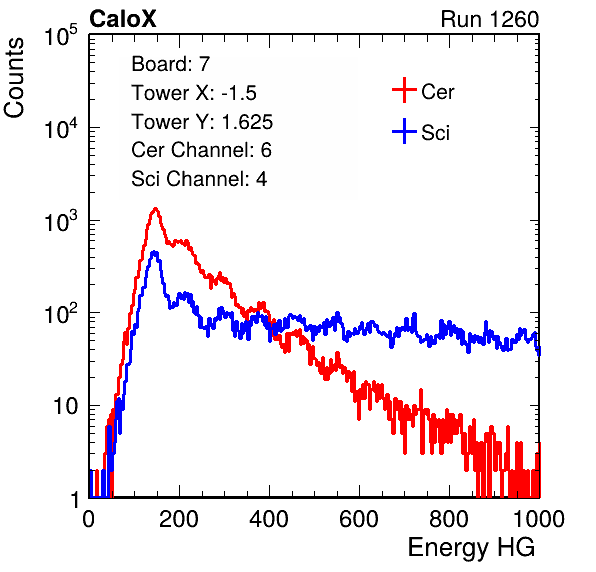 CaloX Run 1260
Counts
10^5
10^4
10^3
10^2
10
1
Board: 7
Tower X: -1.5
Tower Y: 1.625
Cer Channel: 6
Sci Channel: 4
Cer
Sci
0 200 400 600 800 1000
Energy HG